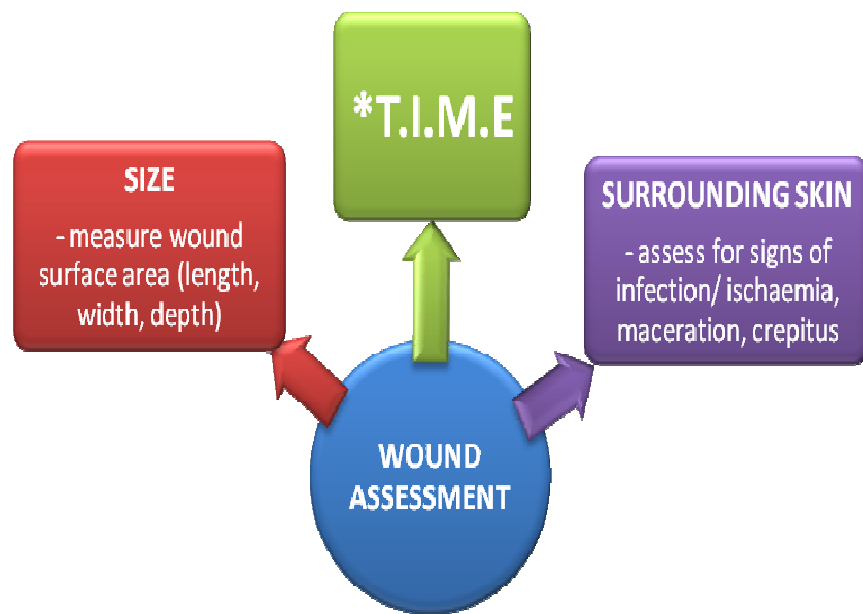 *T.I.M.E
SIZE
- measure wound
surface area (length,
width, depth)
SURROUNDING SKIN
- assess for signs of
infection/ ischaemia,
maceration, crepitus
WOUND
ASSESSMENT